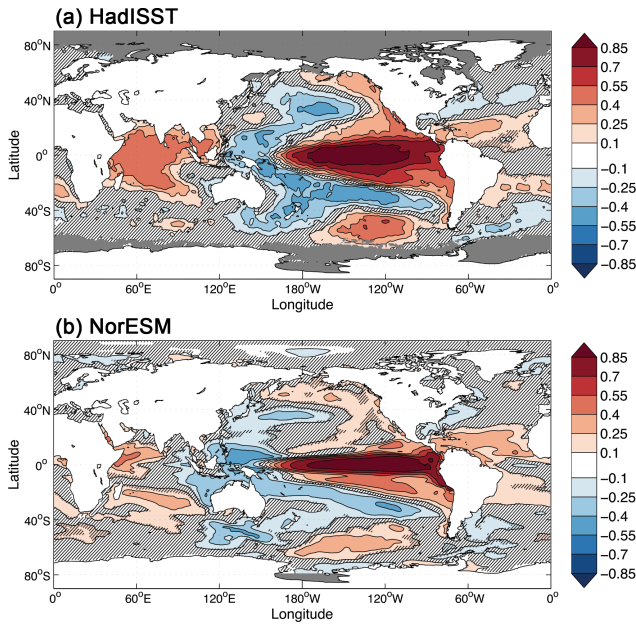 (a) HadISST
80°N
40°N
0°
40°S
80°S
Latitude
0°
60°E
120°E
180°W
120°W
60°W
0°
Longitude
0.85
0.7
0.55
0.4
0.25
0.1
-0.1
-0.25
-0.4
-0.55
-0.7
-0.85
(b) NorESM
80°N
40°N
0°
40°S
80°S
Latitude
0°
60°E
120°E
180°W
120°W
60°W
0°
Longitude
0.85
0.7
0.55
0.4
0.25
0.1
-0.1
-0.25
-0.4
-0.55
-0.7
-0.85